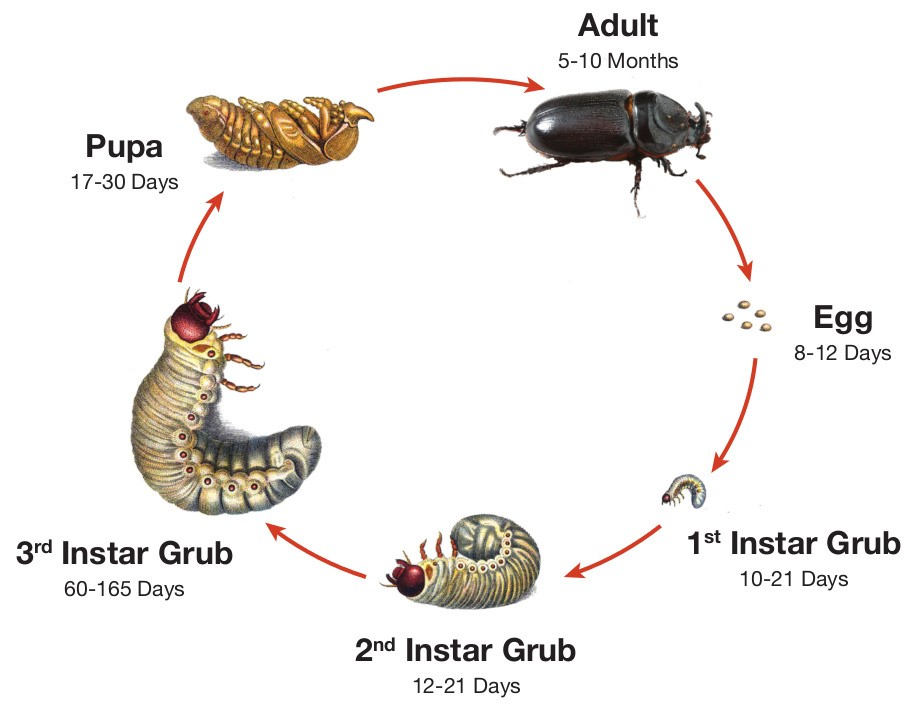 Adult
5-10 Months
Egg
8-12 Days
1st Instar Grub
10-21 Days
2nd Instar Grub
12-21 Days
3rd Instar Grub
60-165 Days
Pupa
17-30 Days